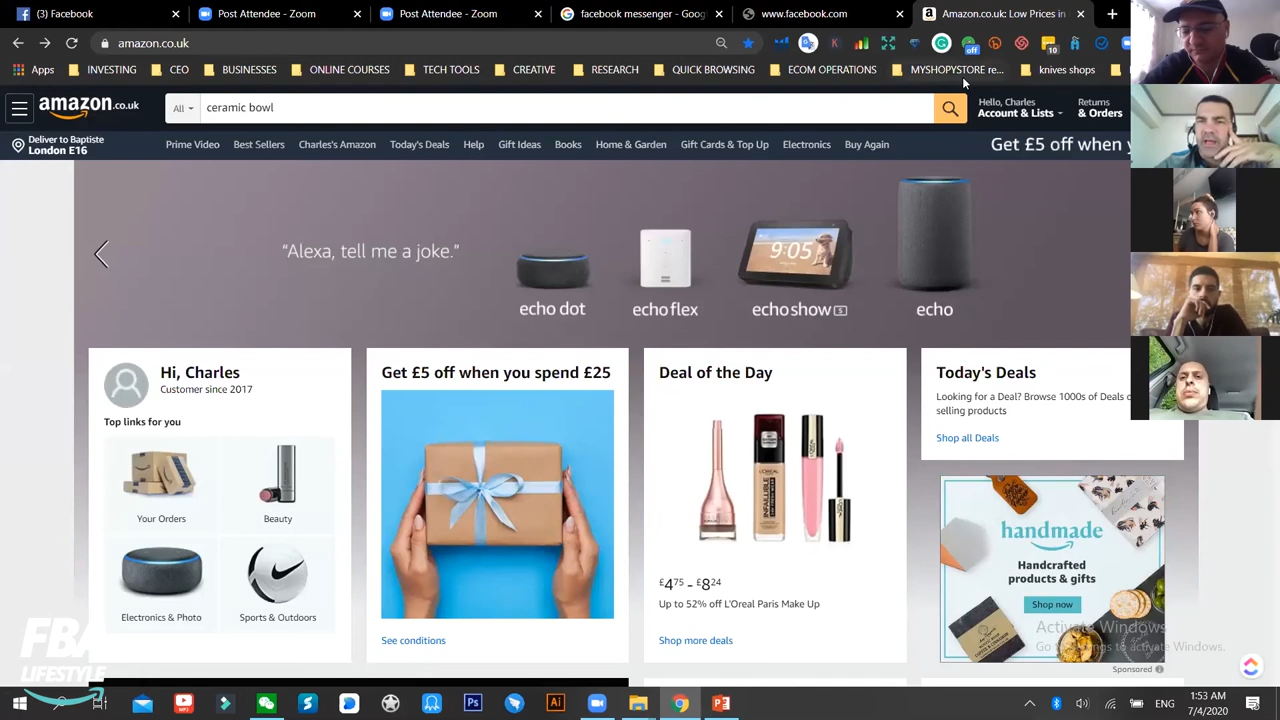 (2) Facebook
Post Attendee - Zoom
Post Attendee - Zoom
facebook messenger - Goog
www.facebook.com
Amazon.co.uk: Low Prices in
amazon.co.uk
off
10
Apps
INVESTING
CEO
BUSINESSES
ONLINE COURSES
TECH TOOLS
CREATIVE
RESEARCH
QUICK BROWSING
ECOM OPERATIONS
MYSHOPYSTORE re...
knives shops
amazon.co.uk
All
ceramic bowl
Hello, Charles
Account & Lists
Returns
& Orders
Deliver to Baptiste
London E16
Prime Video
Best Sellers
Charles's Amazon
Today's Deals
Help
Gift Ideas
Books
Home & Garden
Gift Cards & Top Up
Electronics
Buy Again
Get £5 off when y
“Alexa, tell me a joke.”
9:05
echo dot
echo flex
echo show 5
echo
Hi, Charles
Customer since 2017
Top links for you
Your Orders
Beauty
Electronics & Photo
Sports & Outdoors
Get £5 off when you spend £25
See conditions
Deal of the Day
£4.75 - £8.24
Up to 52% off L'Oreal Paris Make Up
Shop more deals
Today's Deals
Looking for a Deal? Browse 1000s of Deals
selling products
Shop all Deals
handmade
Handcrafted
products & gifts
Shop now
Sponsored
Activate Windows
Go to Settings to activate Windows.
FBA
LIFESTYLE
ENG
1:53 AM
7/4/2020